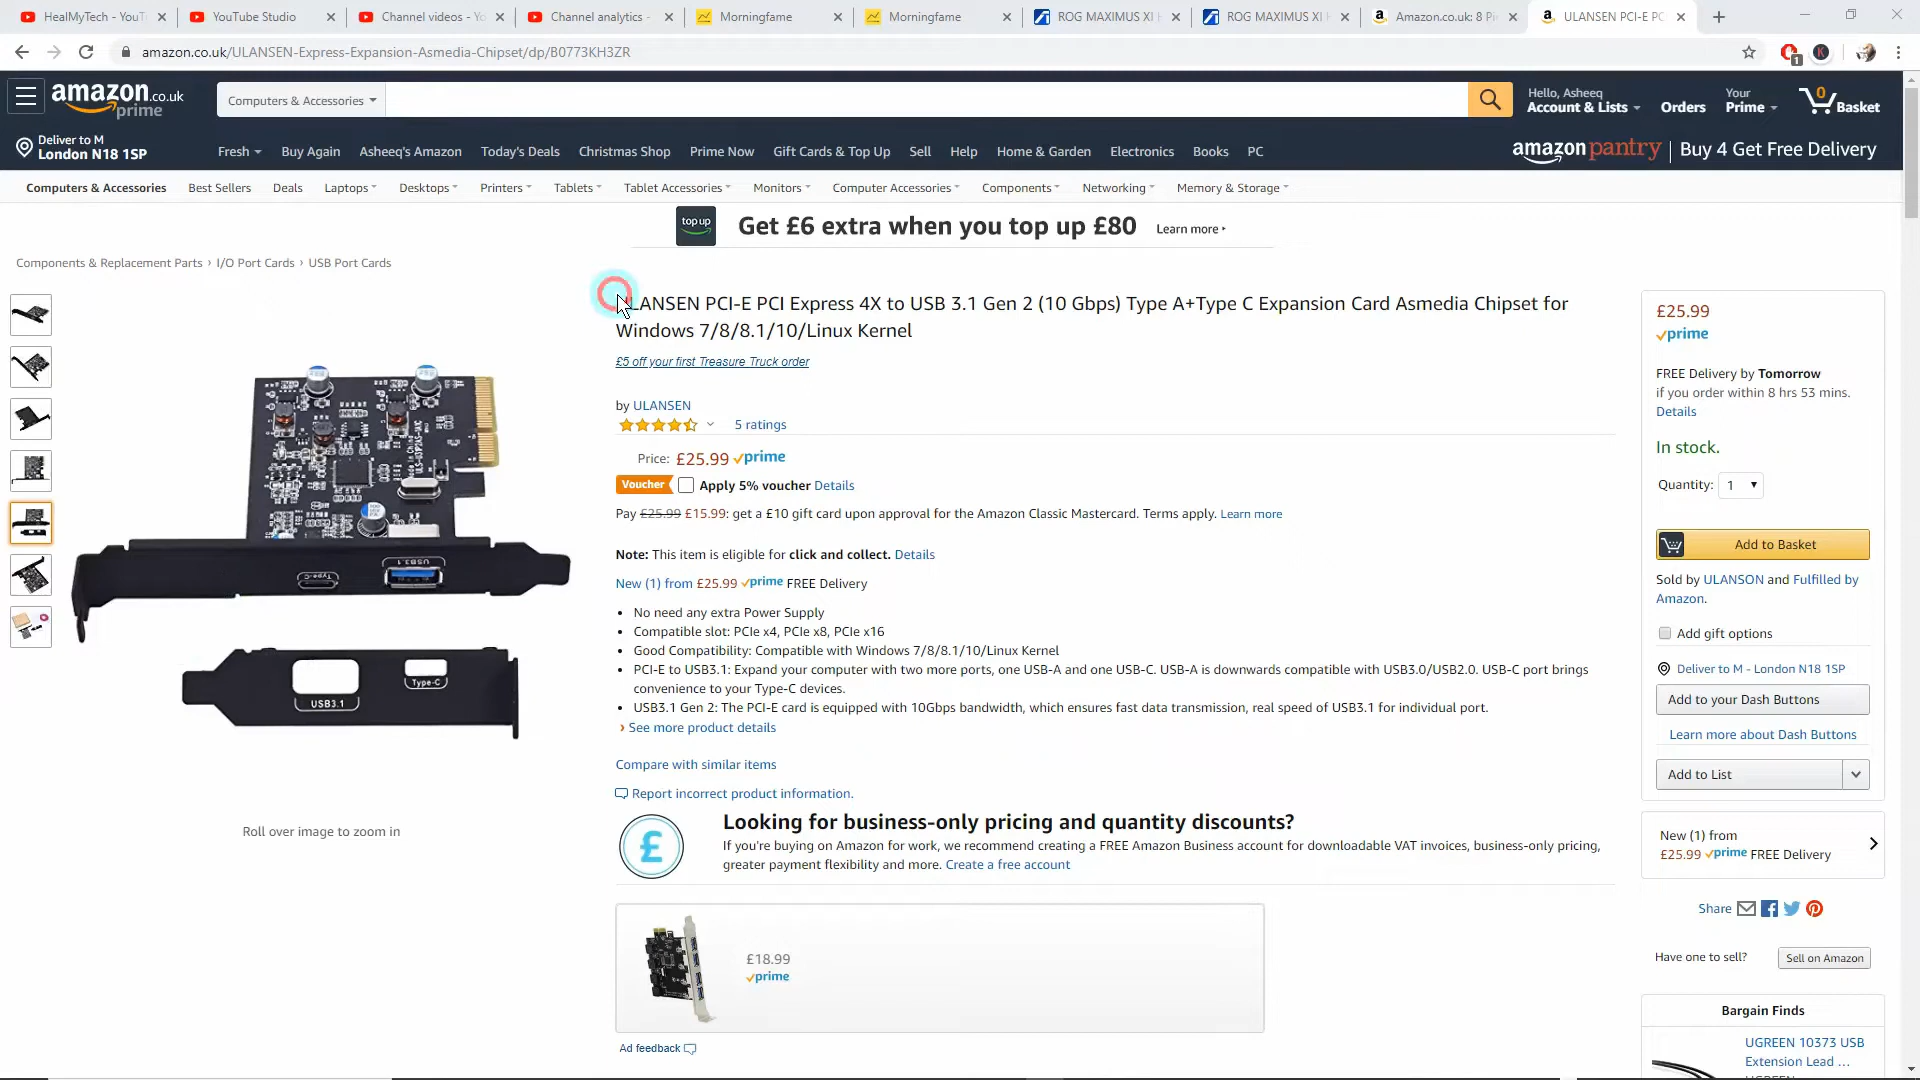 HealMyTech - YouT
YouTube Studio
Channel videos - Yo
Channel analytics -
Morningfame
Morningfame
ROG MAXIMUS XI H
ROG MAXIMUS XI H
Amazon.co.uk: 8 Pi
ULANSEN PCI-E PC
amazon.co.uk/ULANSEN-Express-Expansion-Asmedia-Chipset/dp/B0773KH3ZR
1
K
amazon.co.uk
prime
Computers & Accessories
Hello, Asheeq
Account & Lists
Orders
Your
Prime
0
Basket
Deliver to M
London N18 1SP
Fresh Buy Again Asheeq's Amazon Today's Deals Christmas Shop Prime Now Gift Cards & Top Up Sell Help Home & Garden Electronics Books PC
amazon pantry | Buy 4 Get Free Delivery
Computers & Accessories Best Sellers Deals Laptops Desktops Printers Tablets Tablet Accessories Monitors Computer Accessories Components Networking Memory & Storage
top up
Get £6 extra when you top up £80 Learn more
Components & Replacement Parts › I/O Port Cards › USB Port Cards
ULANSEN PCI-E PCI Express 4X to USB 3.1 Gen 2 (10 Gbps) Type A+Type C Expansion Card Asmedia Chipset for
Windows 7/8/8.1/10/Linux Kernel
£5 off your first Treasure Truck order
by ULANSEN
5 ratings
Price: £25.99 prime
Voucher Apply 5% voucher Details
Pay £25.99 £15.99: get a £10 gift card upon approval for the Amazon Classic Mastercard. Terms apply. Learn more
Note: This item is eligible for click and collect. Details
New (1) from £25.99 prime FREE Delivery
• No need any extra Power Supply
• Compatible slot: PCIe x4, PCIe x8, PCIe x16
• Good Compatibility: Compatible with Windows 7/8/8.1/10/Linux Kernel
• PCI-E to USB3.1: Expand your computer with two more ports, one USB-A and one USB-C. USB-A is downwards compatible with USB3.0/USB2.0. USB-C port brings
convenience to your Type-C devices.
• USB3.1 Gen 2: The PCI-E card is equipped with 10Gbps bandwidth, which ensures fast data transmission, real speed of USB3.1 for individual port.
› See more product details
Compare with similar items
Report incorrect product information.
Type-C
USB3.1
USB3.1
Type-C
Roll over image to zoom in
£
Looking for business-only pricing and quantity discounts?
If you're buying on Amazon for work, we recommend creating a FREE Amazon Business account for downloadable VAT invoices, business-only pricing,
greater payment flexibility and more. Create a free account
£18.99
prime
Ad feedback
£25.99
prime
FREE Delivery by Tomorrow
if you order within 8 hrs 53 mins.
Details
In stock.
Quantity: 1
Add to Basket
Sold by ULANSON and Fulfilled by
Amazon.
Add gift options
Deliver to M - London N18 1SP
Add to your Dash Buttons
Learn more about Dash Buttons
Add to List
New (1) from
£25.99 prime FREE Delivery
Share
Have one to sell? Sell on Amazon
Bargain Finds
UGREEN 10373 USB
Extension Lead ...